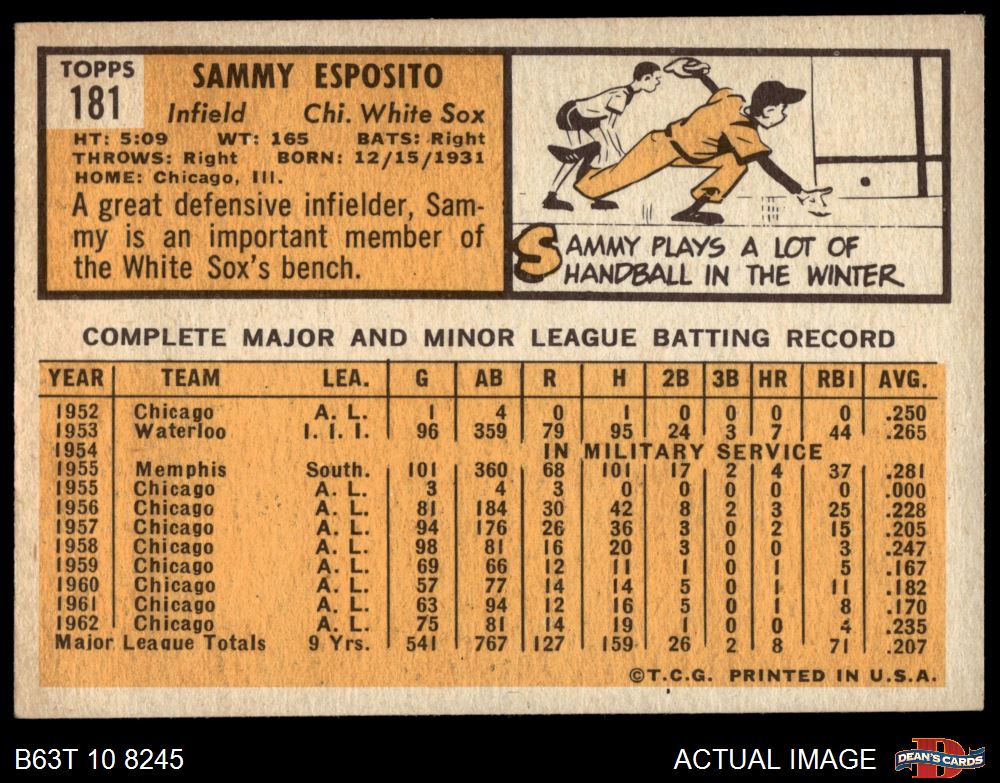 TOPPS
181
SAMMY ESPOSITO
Infield Chi. White Sox
HT: 5:09 WT: 165 BATS: Right
THROWS: Right BORN: 12/15/1931
HOME: Chicago, Ill.
A great defensive infielder, Sam-
my is an important member of
the White Sox's bench.
SAMMY PLAYS A LOT OF
HANDBALL IN THE WINTER
COMPLETE MAJOR AND MINOR LEAGUE BATTING RECORD
YEAR TEAM LEA. G AB R H 2B 3B HR RBI AVG.
1952 Chicago A. L. 1 4 0 1 0 0 0 0 .250
1953 Waterloo I. I. I. 96 359 79 95 24 3 7 44 .265
1954 IN MILITARY SERVICE
1955 Memphis South. 101 360 68 101 17 2 4 37 .281
1955 Chicago A. L. 3 4 3 0 0 0 0 0 .000
1956 Chicago A. L. 81 184 30 42 8 2 3 25 .228
1957 Chicago A. L. 94 176 26 36 3 0 2 15 .205
1958 Chicago A. L. 98 81 16 20 3 0 0 3 .247
1959 Chicago A. L. 69 66 12 11 1 0 1 5 .167
1960 Chicago A. L. 57 77 14 14 5 0 1 11 .182
1961 Chicago A. L. 63 94 12 16 5 0 1 8 .170
1962 Chicago A. L. 75 81 14 19 1 0 0 4 .235
Major League Totals 9 Yrs. 541 767 127 159 26 2 8 71 .207
©T.C.G. PRINTED IN U.S.A.
B63T 10 8245 ACTUAL IMAGE
D
DEAN'S CARDS